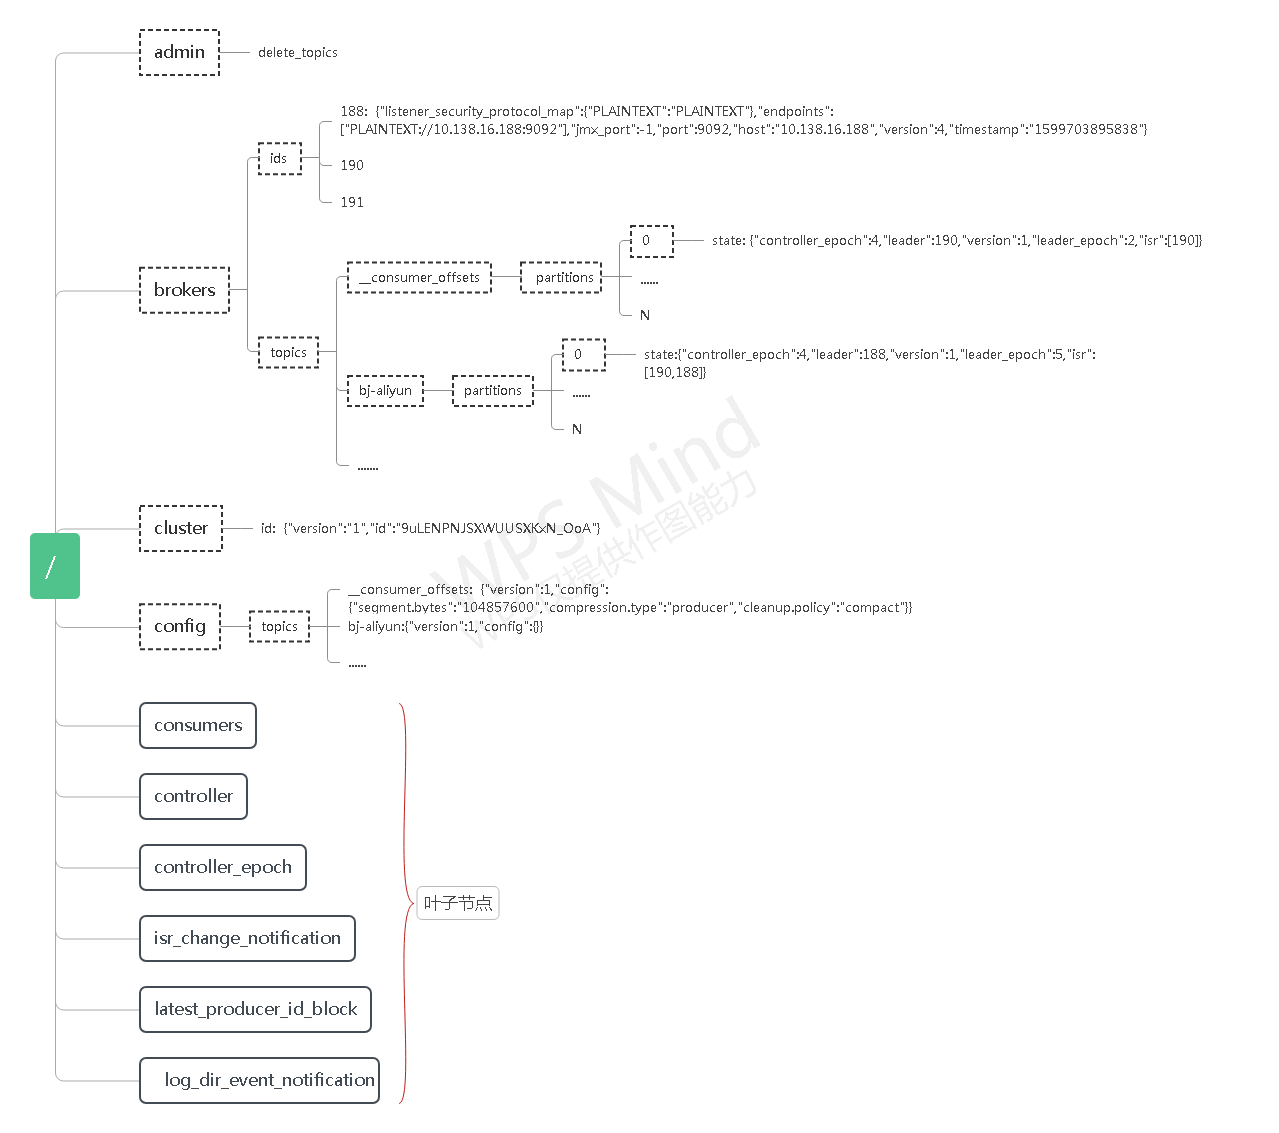 /
admin
delete_topics
brokers
ids
188:  {"listener_security_protocol_map":{"PLAINTEXT":"PLAINTEXT"},"endpoints":
["PLAINTEXT://10.138.16.188:9092"],"jmx_port":-1,"port":9092,"host":"10.138.16.188","version":4,"timestamp":"1599703895838"}
190
191
topics
__consumer_offsets
partitions
0
state: {"controller_epoch":4,"leader":190,"version":1,"leader_epoch":2,"isr":[190]}
......
N
bj-aliyun
partitions
0
state:{"controller_epoch":4,"leader":188,"version":1,"leader_epoch":5,"isr":
[190,188]}
......
N
.......
cluster
id:  {"version":"1","id":"9uLENPNJSXWUUSXKxN_OoA"}
config
topics
__consumer_offsets:  {"version":1,"config":
{"segment.bytes":"104857600","compression.type":"producer","cleanup.policy":"compact"}}
bj-aliyun:{"version":1,"config":{}}
......
consumers
controller
controller_epoch
isr_change_notification
latest_producer_id_block
log_dir_event_notification
叶子节点
WPS Mind
提供作图能力